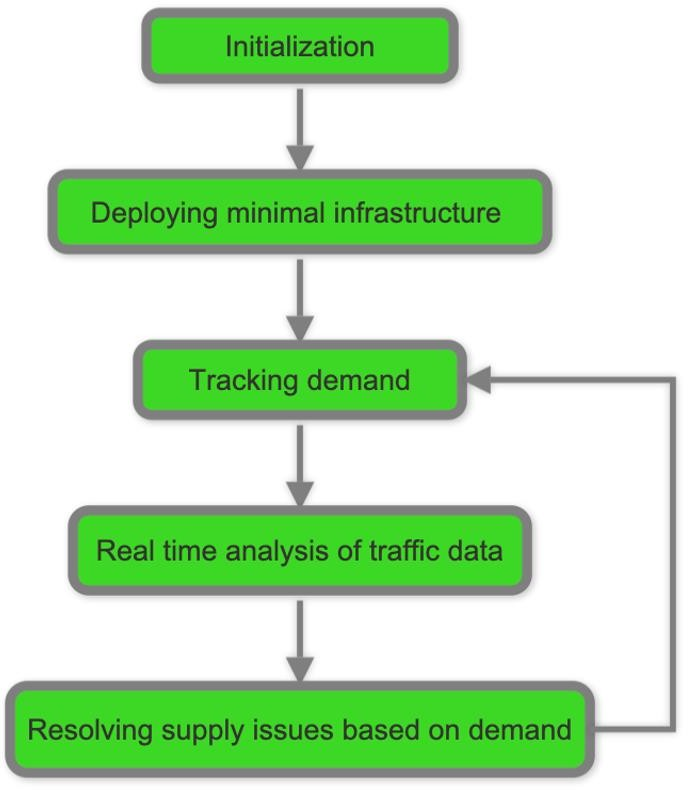 Initialization
Deploying minimal infrastructure
Tracking demand
Real time analysis of traffic data
Resolving supply issues based on demand